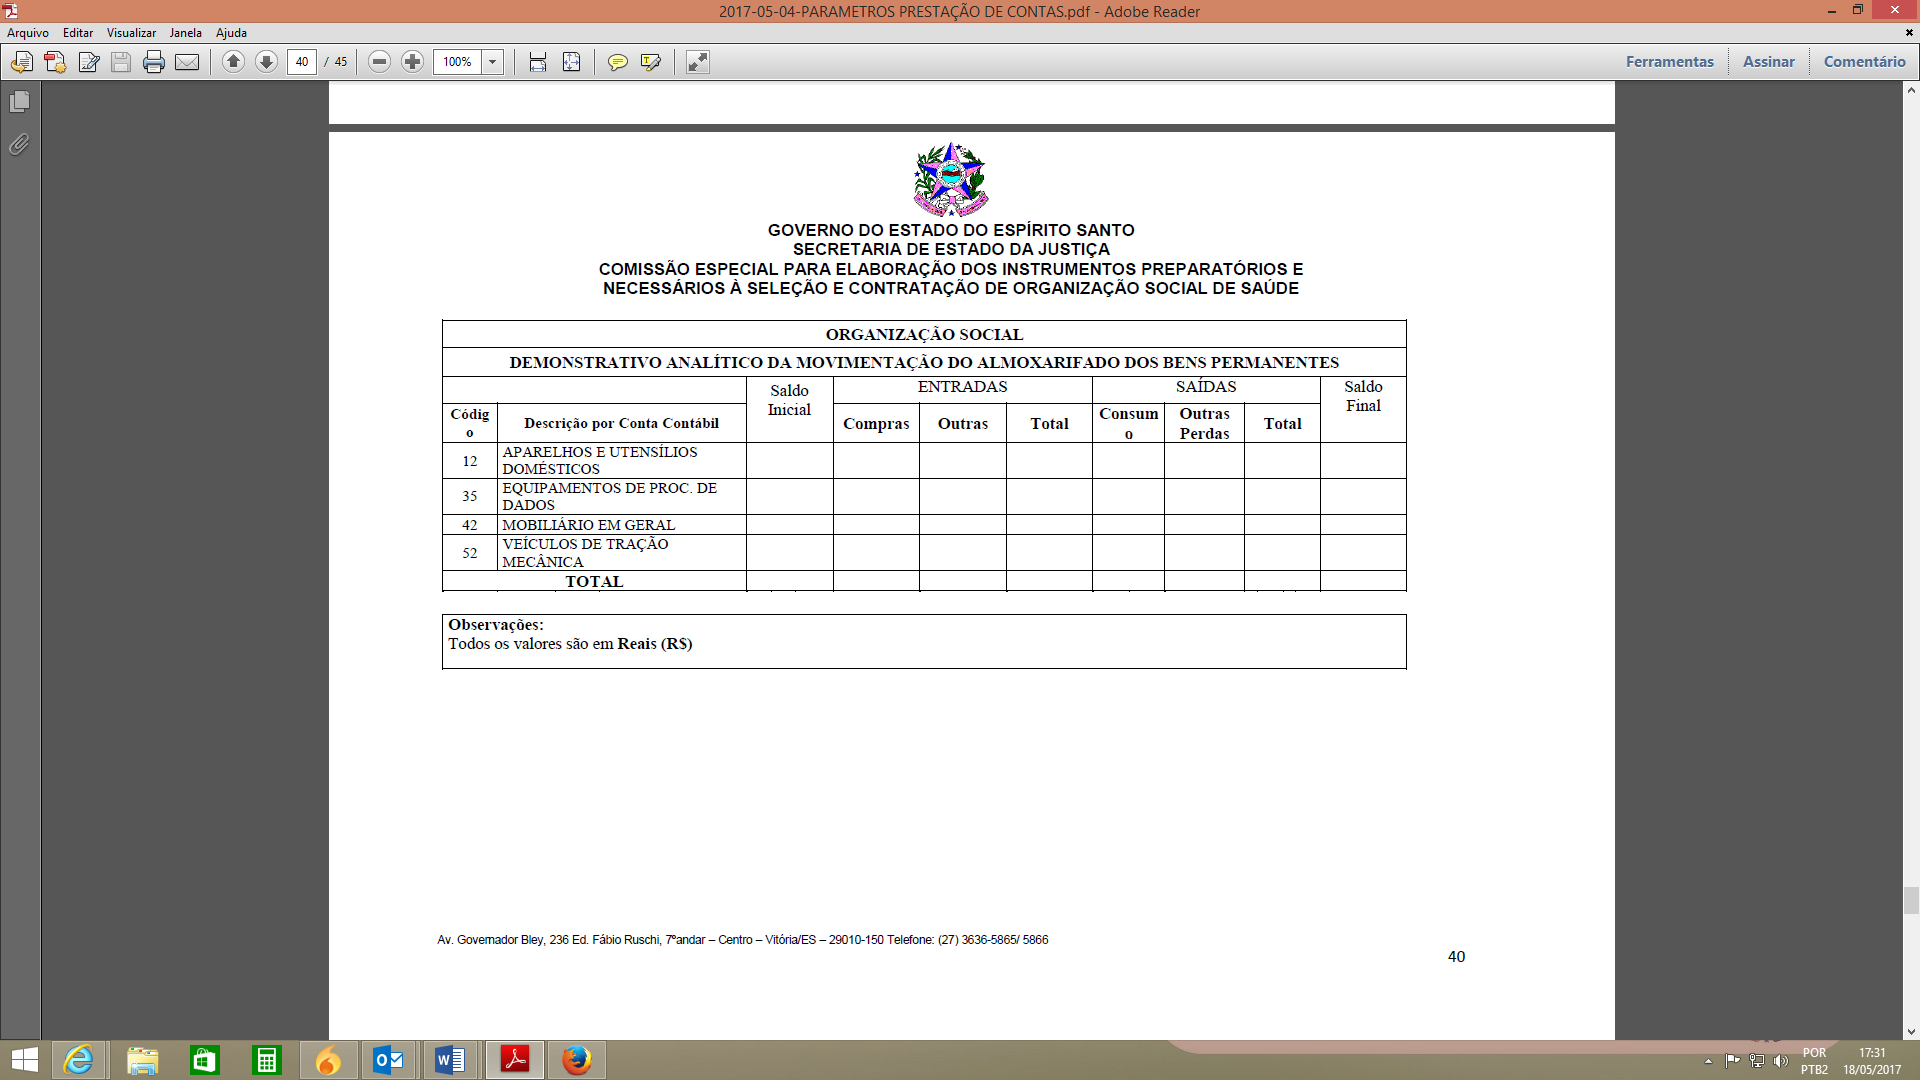 2017-05-04-PARAMETROS PRESTAÇÃO DE CONTAS.pdf - Adobe Reader
Arquivo Editar Visualizar Janela Ajuda
40 / 45 100% Ferramentas Assinar Comentário
GOVERNO DO ESTADO DO ESPÍRITO SANTO
SECRETARIA DE ESTADO DA JUSTIÇA
COMISSÃO ESPECIAL PARA ELABORAÇÃO DOS INSTRUMENTOS PREPARATÓRIOS E
NECESSÁRIOS À SELEÇÃO E CONTRATAÇÃO DE ORGANIZAÇÃO SOCIAL DE SAÚDE
ORGANIZAÇÃO SOCIAL
DEMONSTRATIVO ANALÍTICO DA MOVIMENTAÇÃO DO ALMOXARIFADO DOS BENS PERMANENTES
Saldo Inicial ENTRADAS SAÍDAS Saldo Final
Códig o Descrição por Conta Contábil Compras Outras Total Consum o Outras Perdas Total
12 APARELHOS E UTENSÍLIOS
DOMÉSTICOS
35 EQUIPAMENTOS DE PROC. DE
DADOS
42 MOBILIÁRIO EM GERAL
52 VEÍCULOS DE TRAÇÃO
MECÂNICA
TOTAL
Observações:
Todos os valores são em Reais (R$)
Av. Governador Bley, 236 Ed. Fábio Ruschi, 7ºandar – Centro – Vitória/ES – 29010-150 Telefone: (27) 3636-5865/ 5866
40
POR 17:31
PTB2 18/05/2017